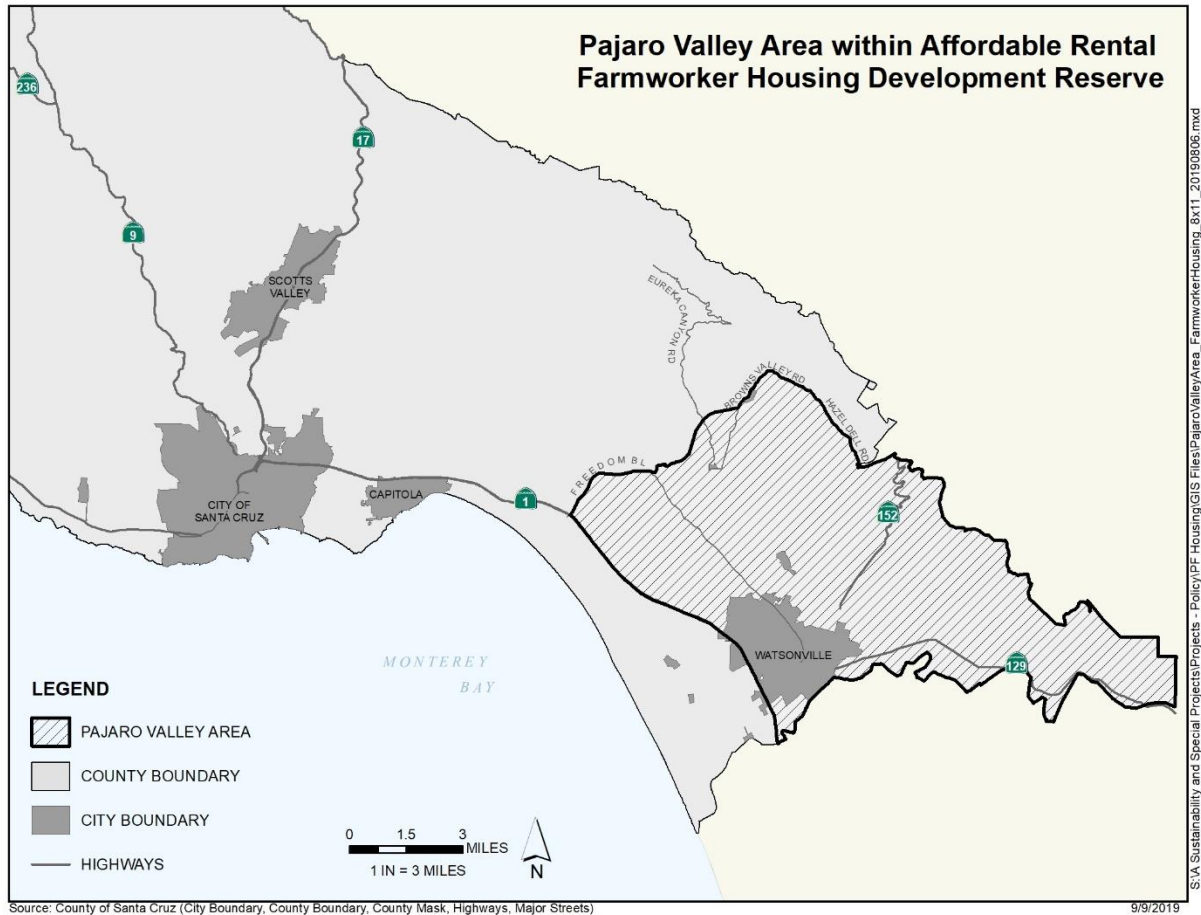 Pajaro Valley Area within Affordable Rental
Farmworker Housing Development Reserve
236
17
9
SCOTTS
VALLEY
EUREKA CANYON RD
BROWNS VALLEY RD
HAZEL DELL RD
FREEDOM BL
CAPITOLA
1
CITY OF
SANTA CRUZ
152
WATSONVILLE
129
MONTEREY
BAY
LEGEND
PAJARO VALLEY AREA
COUNTY BOUNDARY
CITY BOUNDARY
HIGHWAYS
0 1.5 3
MILES
1 IN = 3 MILES
N
Source: County of Santa Cruz (City Boundary, County Boundary, County Mask, Highways, Major Streets)
9/9/2019
S:\A Sustainability and Special Projects\Projects - Policy\PF Housing\GIS Files\PajaroValleyArea_FarmworkerHousing_8x11_20190806.mxd